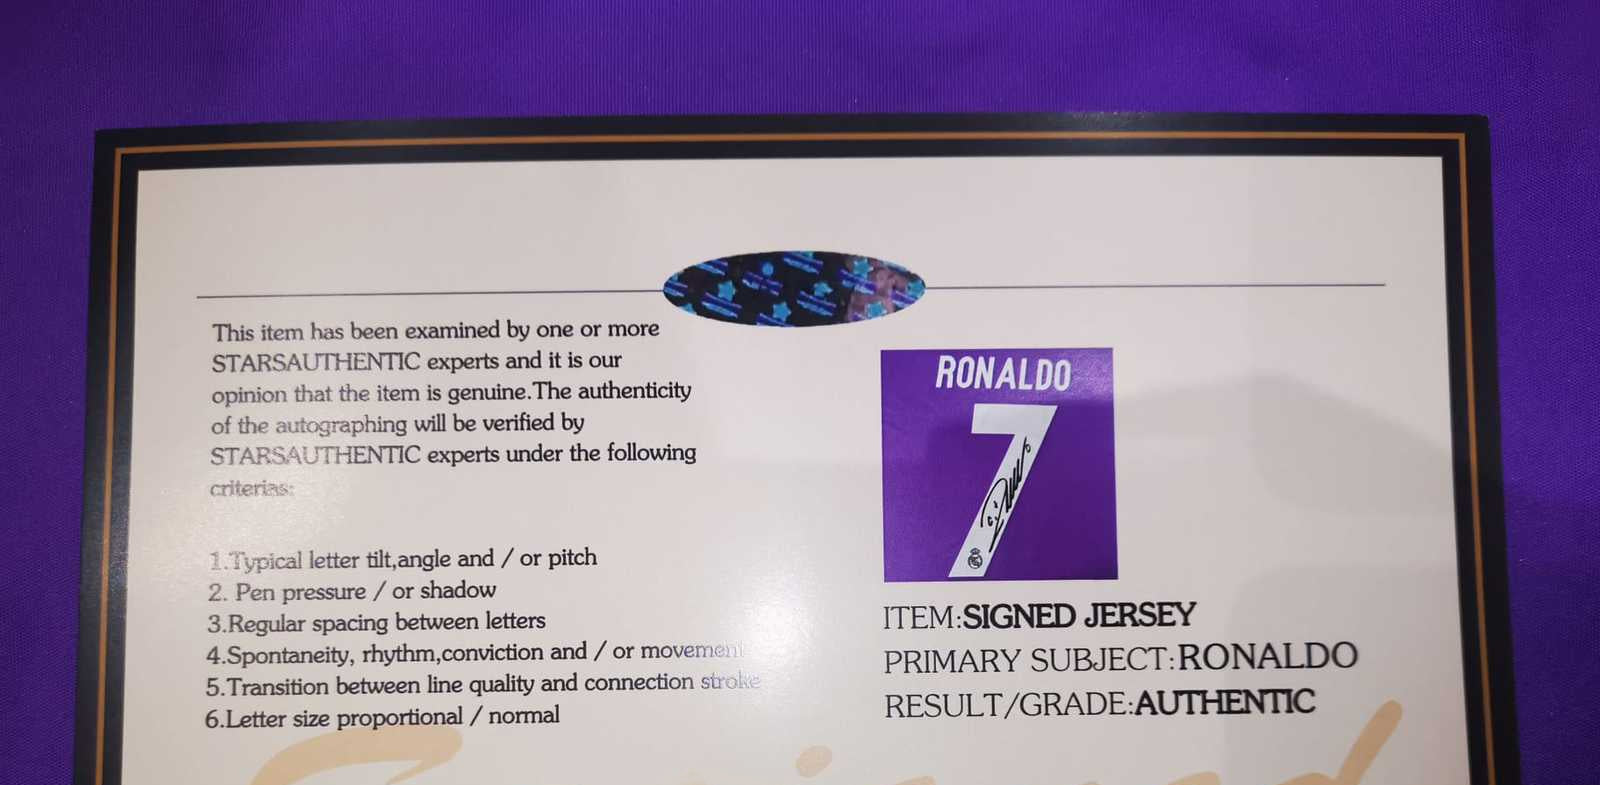 This item has been examined by one or more
STARSAUTHENTIC experts and it is our
opinion that the item is genuine.The authenticity
of the autographing will be verified by
STARSAUTHENTIC experts under the following
criterias:
1.Typical letter tilt,angle and / or pitch
2. Pen pressure / or shadow
3.Regular spacing between letters
4.Spontaneity, rhythm,conviction and / or movement
5.Transition between line quality and connection stroke
6.Letter size proportional / normal
RONALDO
7
ITEM:SIGNED JERSEY
PRIMARY SUBJECT:RONALDO
RESULT/GRADE:AUTHENTIC